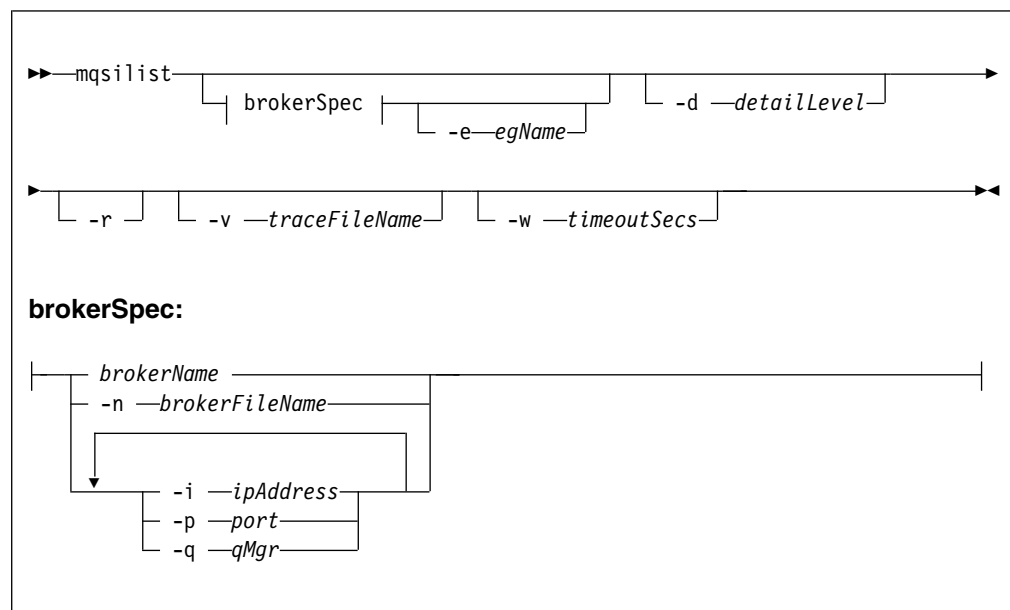 mqsilist brokerSpec -e egName -d detailLevel
-r -v traceFileName -w timeoutSecs
brokerSpec:
brokerName
-n brokerFileName
-i ipAddress
-p port
-q qMgr